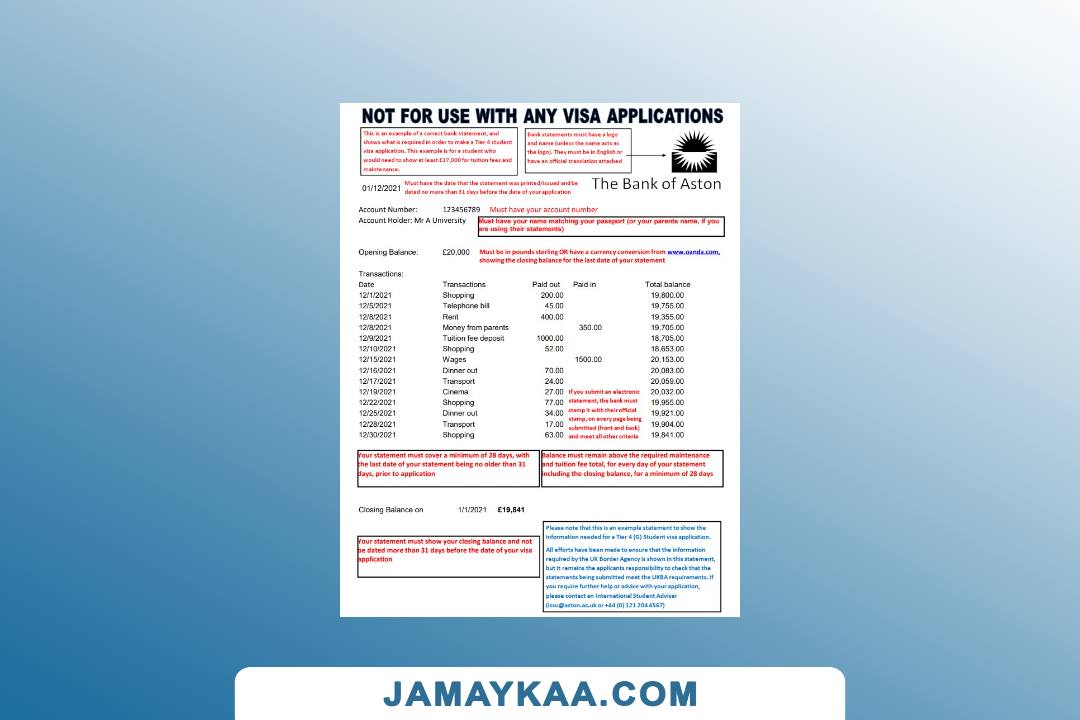 NOT FOR USE WITH ANY VISA APPLICATIONS
This is an example of a correct bank statement, and
shows what is required in order to make a Tier 4 student
visa application. This example is for a student who
would need to show at least £17,000 for tuition fees and
maintenance.
Bank statements must have a logo
and name (unless the name acts as
the logo). They must be in English or
have an official translation attached
The Bank of Aston
01/12/2021 Must have the date that the statement was printed/issued and be
dated no more than 31 days before the date of your application
Account Number: 123456789 Must have your account number
Account Holder: Mr A University
Must have your name matching your passport (or your parents name, if you
are using their statements)
Opening Balance: £20,000 Must be in pounds sterling OR have a currency conversion from www.oanda.com,
showing the closing balance for the last date of your statement
Transactions:
Date Transactions Paid out Paid in Total balance
12/1/2021 Shopping 200.00 19,800.00
12/5/2021 Telephone bill 45.00 19,755.00
12/8/2021 Rent 400.00 19,355.00
12/8/2021 Money from parents 350.00 19,705.00
12/9/2021 Tuition fee deposit 1000.00 18,705.00
12/10/2021 Shopping 52.00 18,653.00
12/15/2021 Wages 1500.00 20,153.00
12/16/2021 Dinner out 70.00 20,083.00
12/17/2021 Transport 24.00 20,059.00
12/19/2021 Cinema 27.00 20,032.00
12/22/2021 Shopping 77.00 19,955.00
12/25/2021 Dinner out 34.00 19,921.00
12/28/2021 Transport 17.00 19,904.00
12/30/2021 Shopping 63.00 19,841.00
If you submit an electronic
statement, the bank must
stamp it with their official
stamp, on every page being
submitted (front and back)
and meet all other criteria
Your statement must cover a minimum of 28 days, with
the last date of your statement being no older than 31
days, prior to application
Balance must remain above the required maintenance
and tuition fee total, for every day of your statement
including the closing balance, for a minimum of 28 days
Closing Balance on 1/1/2021 £19,841
Your statement must show your closing balance and not
be dated more than 31 days before the date of your visa
application
Please note that this is an example statement to show the
information needed for a Tier 4 (G) Student visa application.
All efforts have been made to ensure that the information
required by the UK Border Agency is shown in this statement,
but it remains the applicants responsibility to check that the
statements being submitted meet the UKBA requirements. If
you require further help or advice with your application,
please contact an International Student Adviser
(issu@aston.ac.uk or +44 (0) 121 204 4567)
JAMAYKAA.COM